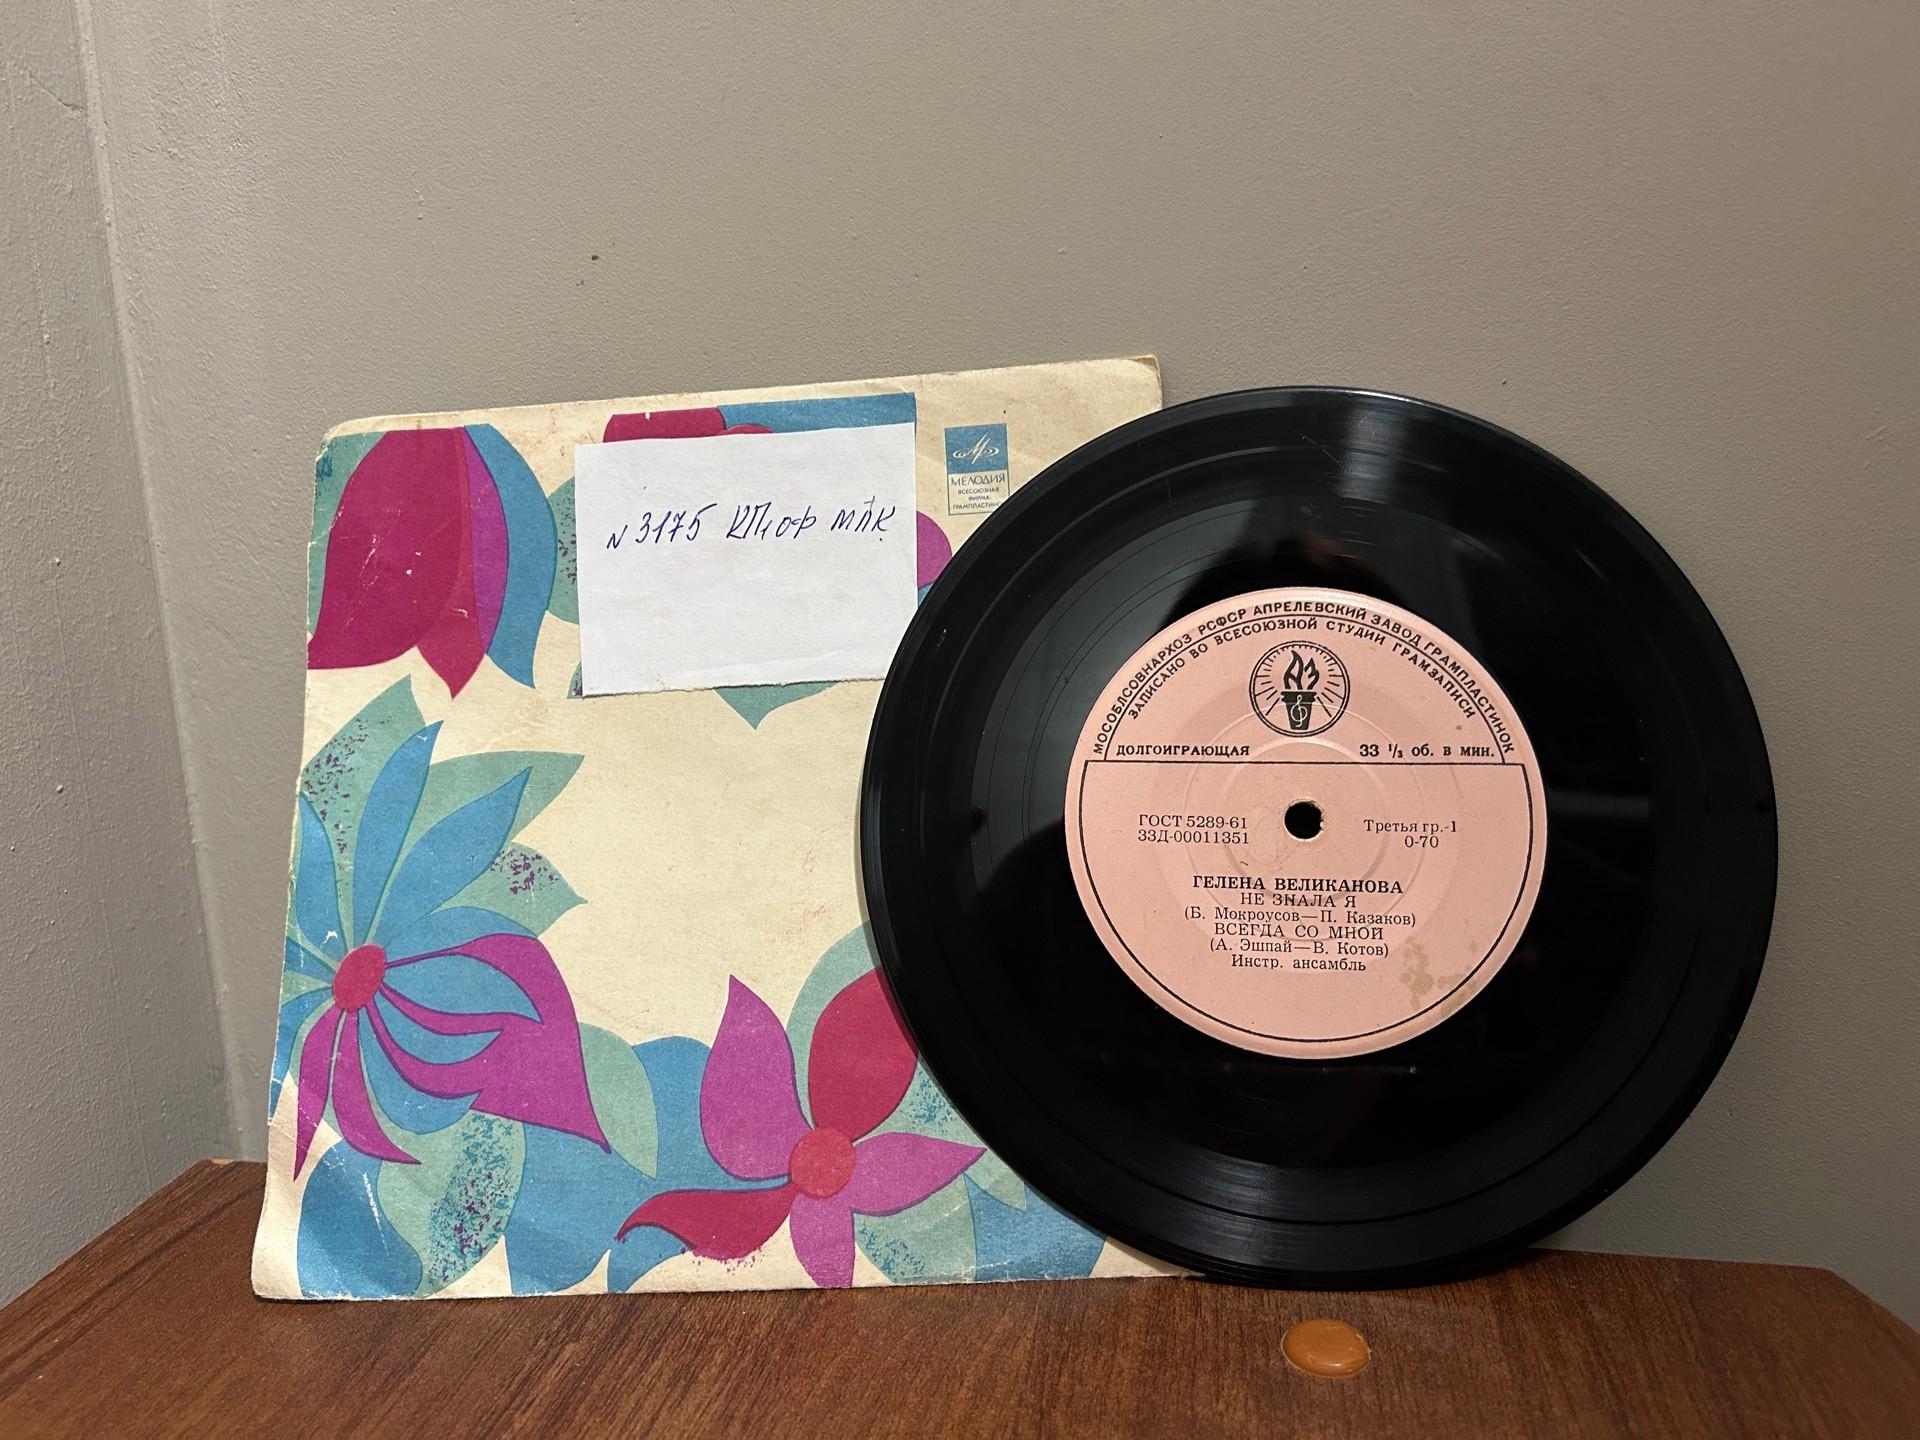 N 3175 КП, ОФ МПК
МЕЛОДИЯ
ВСЕСОЮЗНАЯ
ФИРМА
МОСОБЛСОВНАРХОЗ РСФСР АПРЕЛЕВСКИЙ ЗАВОД ГРАМПЛАСТИНОК
ЗАПИСАНО ВО ВСЕСОЮЗНОЙ СТУДИИ ГРАМЗАПИСИ
АЗ
ДОЛГОИГРАЮЩАЯ 33 1/3 об. в мин.
ГОСТ 5289-61 Третья гр.-1
33Д-00011351 0-70
ГЕЛЕНА ВЕЛИКАНОВА
НЕ ЗНАЛА Я
(Б. Мокроусов—П. Казаков)
ВСЕГДА СО МНОЙ
(А. Эшпай—В. Котов)
Инстр. ансамбль